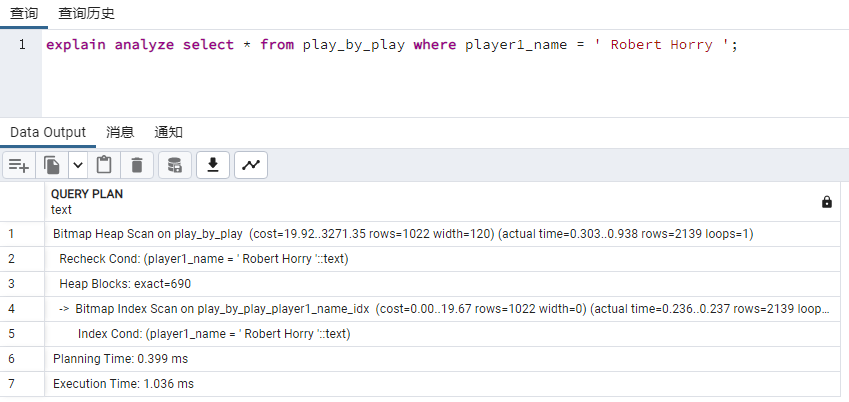 查询 查询历史
1 explain analyze select * from play_by_play where player1_name = ' Robert Horry ';
Data Output 消息 通知
QUERY PLAN
text
1 Bitmap Heap Scan on play_by_play (cost=19.92..3271.35 rows=1022 width=120) (actual time=0.303..0.938 rows=2139 loops=1)
2 Recheck Cond: (player1_name = ' Robert Horry '::text)
3 Heap Blocks: exact=690
4 -> Bitmap Index Scan on play_by_play_player1_name_idx (cost=0.00..19.67 rows=1022 width=0) (actual time=0.236..0.237 rows=2139 loop...
5 Index Cond: (player1_name = ' Robert Horry '::text)
6 Planning Time: 0.399 ms
7 Execution Time: 1.036 ms